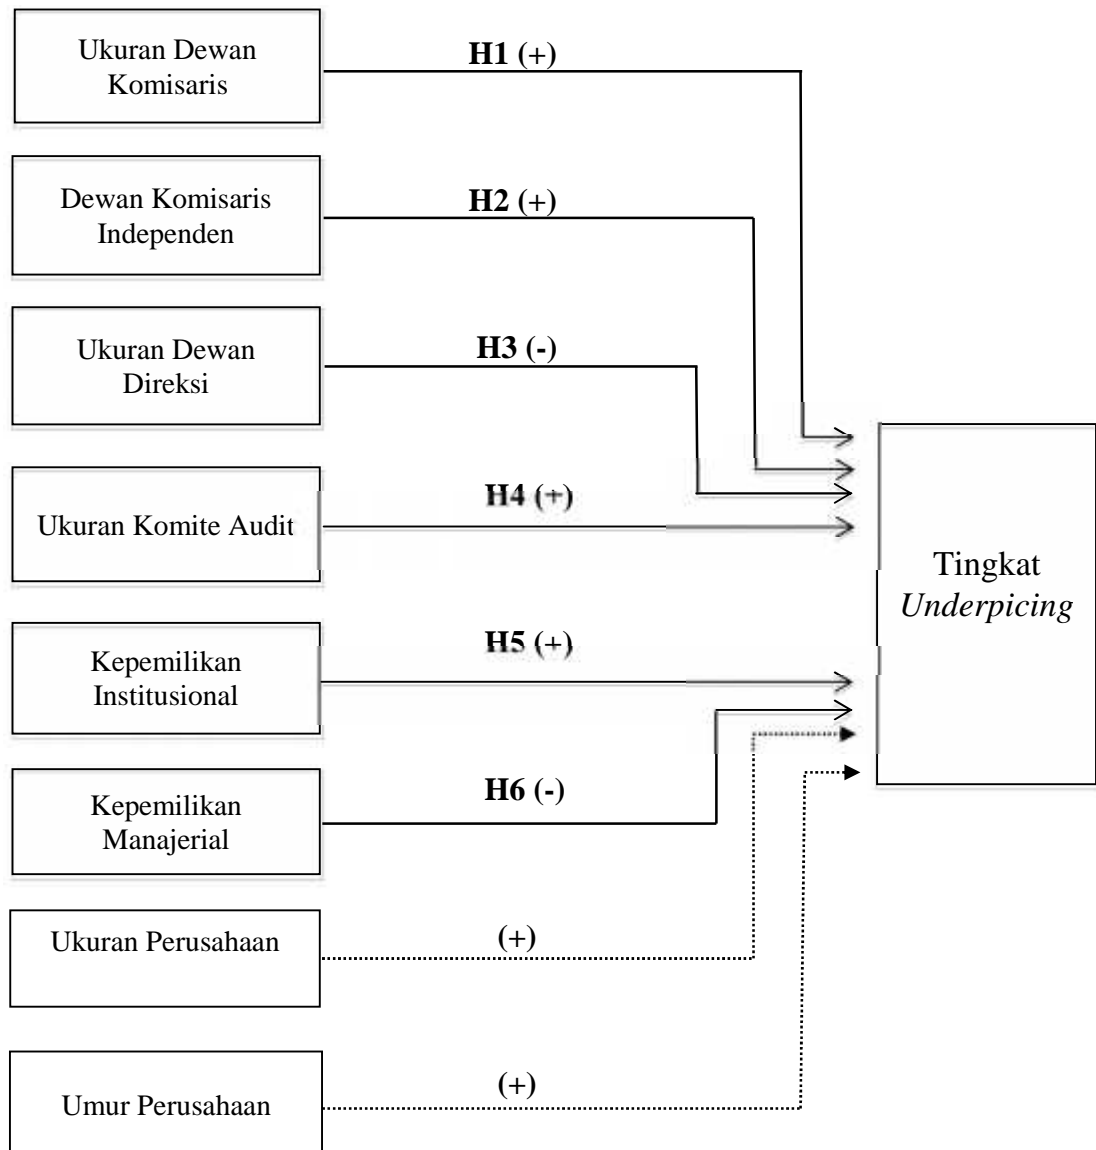 Ukuran Dewan
Komisaris
H1 (+)
Dewan Komisaris
Independen
H2 (+)
Ukuran Dewan
Direksi
H3 (-)
Ukuran Komite Audit
H4 (+)
Kepemilikan
Institusional
H5 (+)
Kepemilikan
Manajerial
H6 (-)
Ukuran Perusahaan
(+)
Umur Perusahaan
(+)
Tingkat
Underpicing